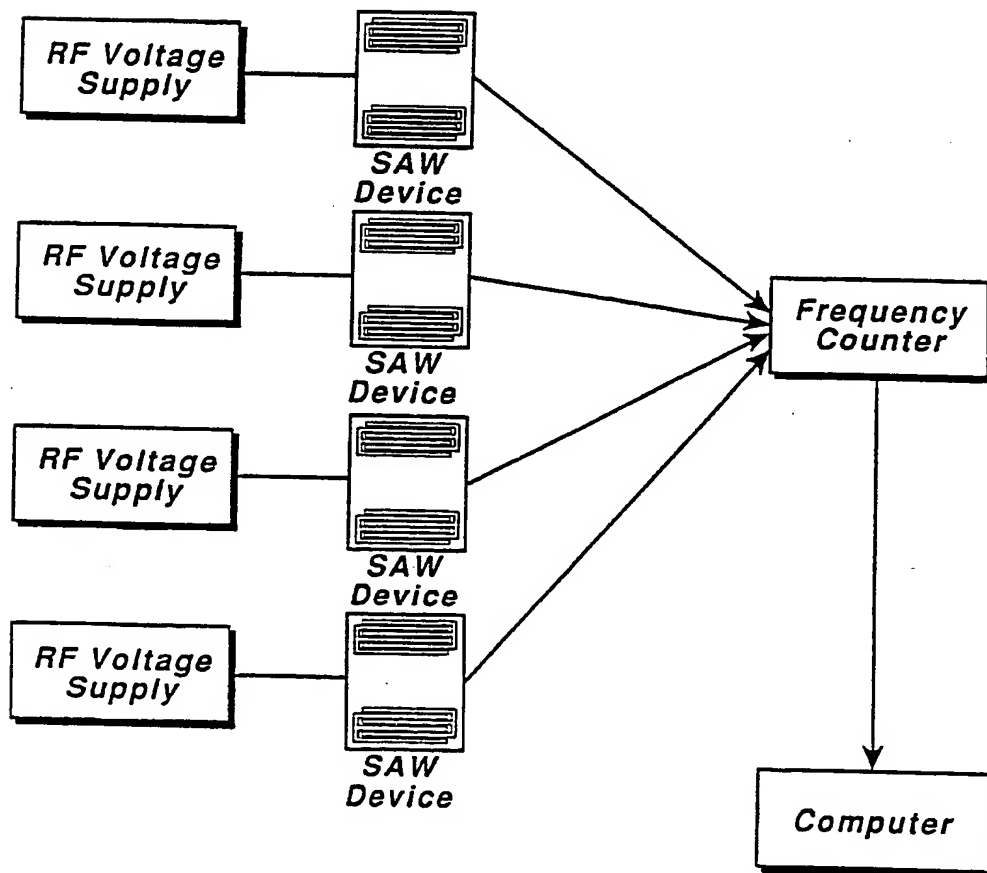 RF Voltage
Supply
SAW
Device
RF Voltage
Supply
SAW
Device
Frequency
Counter
RF Voltage
Supply
SAW
Device
RF Voltage
Supply
SAW
Device
Computer